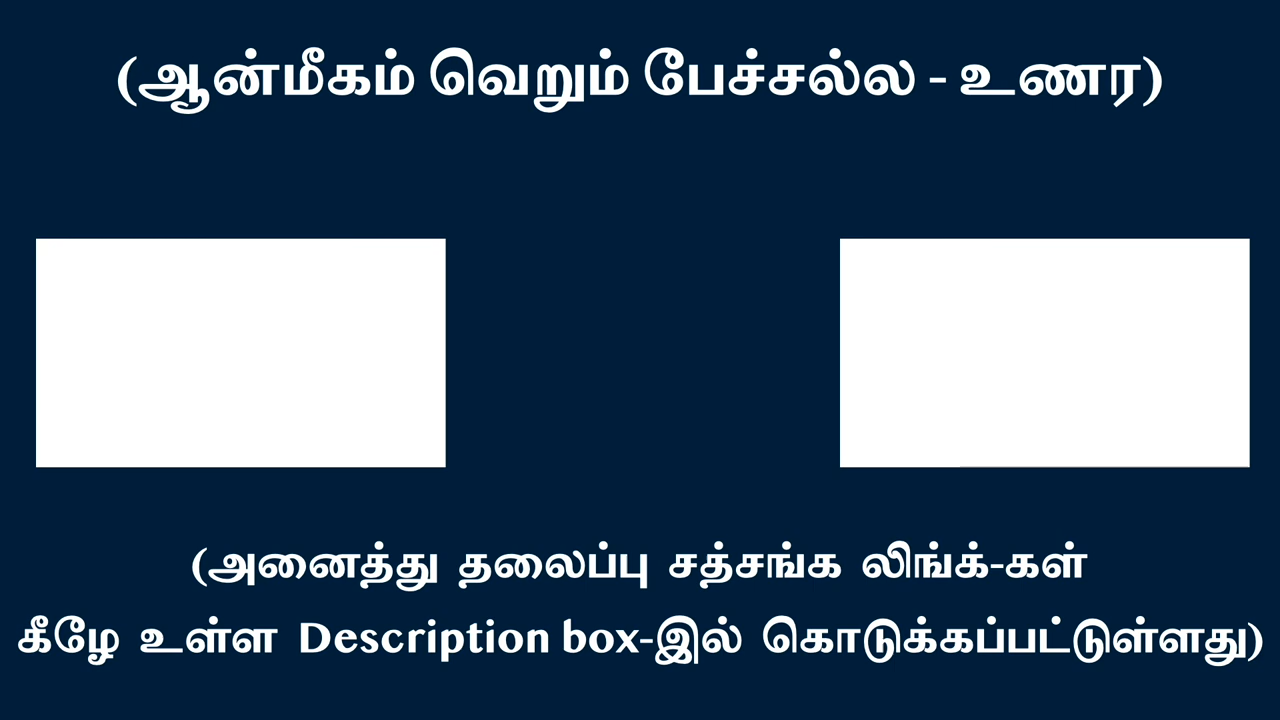 (ஆன்மீகம் வெறும் பேச்சல்ல - உணர)
(அனைத்து தலைப்பு சத்சங்க லிங்க்-கள்
கீழே உள்ள Description box-இல் கொடுக்கப்பட்டுள்ளது)